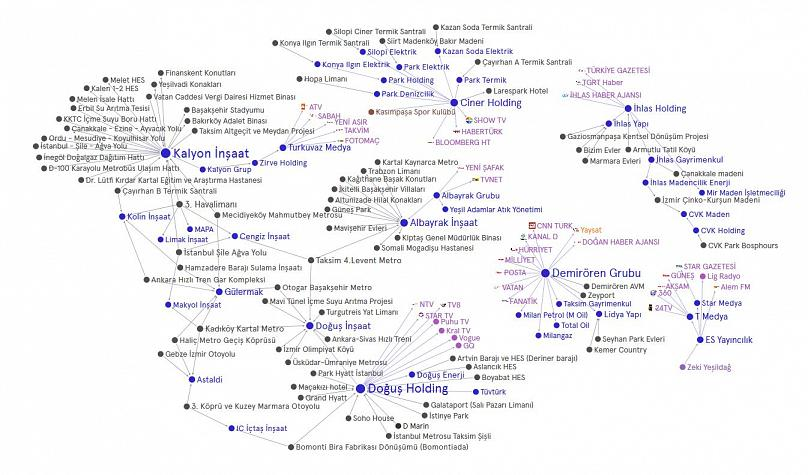 Kazan Soda Termik Santrali
Silopi Ciner Termik Santrali
Konya Ilgın Termik Santrali
Siirt Madenköy Bakır Madeni
Silopi Elektrik
Kazan Soda Elektrik
Konya Ilgın Elektrik
Park Elektrik
Çayırhan A Termik Santrali
Hopa Limanı
Park Holding
Park Termik
Park Denizcilik
Larespark Hotel
Ciner Holding
Kasımpaşa Spor Kulübü
SHOW TV
HABERTÜRK
BLOOMBERG HT
TÜRKİYE GAZETESİ
TGRT Haber
İHLAS HABER AJANSI
İhlas Holding
İhlas Yapı
Gaziosmanpaşa Kentsel Dönüşüm Projesi
Bizim Evler
Armutlu Tatil Köyü
Marmara Evleri
İhlas Gayrimenkul
Çanakkale madeni
İhlas Madencilik Enerji
Mir Maden İşletmeciliği
İzmir Çinko-Kurşun Madeni
CVK Maden
CVK Holding
CVK Park Bosphours
Finanskent Konutları
Melet HES
Yeşilvadi Konakları
Kalen 1-2 HES
Melen İsale Hattı
Vatan Caddesi Vergi Dairesi Hizmet Binası
Erbil Su Arıtma Tesisi
Başakşehir Stadyumu
KKTC İçme Suyu Boru Hattı
Bakırköy Adalet Binası
Çanakkale - Ezine - Ayvacık Yolu
Taksim Altgeçit ve Meydan Projesi
Ordu - Mesudiye - Koyulhisar Yolu
İstanbul - Şile - Ağva Yolu
Kalyon İnşaat
İnegöl Doğalgaz Dağıtım Hattı
D-100 Karayolu Metrobüs Ulaşım Hattı
Kalyon Grup
Zirve Holding
Dr. Lütfi Kırdar Kartal Eğitim ve Araştırma Hastanesi
Turkuvaz Medya
ATV
SABAH
YENİ ASIR
TAKVİM
FOTOMAÇ
Çayırhan B Termik Santrali
3. Havalimanı
Kolin İnşaat
Mecidiyeköy Mahmutbey Metrosu
MAPA
Limak İnşaat
Cengiz İnşaat
İstanbul Şile Ağva Yolu
Hamzadere Barajı Sulama İnşaatı
Ankara Hızlı Tren Gar Kompleksi
Gülermak
Makyol İnşaat
Taksim 4.Levent Metro
Kartal Kaynarca Metro
Trabzon Limanı
Kağıthane Başak Konutları
İkitelli Başakşehir Villaları
Altunizade Hilal Konakları
Güneş Park
Mavişehir Evleri
Albayrak İnşaat
Kiptaş Genel Müdürlük Binası
Somali Mogadişu Hastanesi
YENİ ŞAFAK
TVNET
Albayrak Grubu
Yeşil Adamlar Atık Yönetimi
CNN TURK
KANAL D
HÜRRİYET
MİLLİYET
POSTA
VATAN
FANATİK
Yaysat
DOĞAN HABER AJANSI
Demirören Grubu
Demirören AVM
Zeyport
Taksim Gayrimenkul
Milan Petrol (M Oil)
Lidya Yapı
Total Oil
Milangaz
Seyhan Park Evleri
Kemer Country
STAR GAZETESİ
GÜNEŞ
Lig Radyo
AKŞAM
Alem FM
360
24TV
Star Medya
T Medya
ES Yayıncılık
Zeki Yeşildağ
Otogar Başakşehir Metro
Mavi Tünel İçme Suyu Arıtma Projesi
Turgutreis Yat Limanı
Kadıköy Kartal Metro
Doğuş İnşaat
Haliç Metro Geçiş Köprüsü
Ankara-Sivas Hızlı Treni
Gebze İzmir Otoyolu
İzmir Olimpiyat Köyü
Üsküdar-Ümraniye Metrosu
Park Hyatt İstanbul
Astaldi
Maçakızı hotel
Grand Hyatt
Doğuş Holding
3. Köprü ve Kuzey Marmara Otoyolu
IC İçtaş İnşaat
Bomonti Bira Fabrikası Dönüşümü (Bomontiada)
Soho House
D Marin
İstanbul Metrosu Taksim Şişli
İstinye Park
Galataport (Salı Pazarı Limanı)
Tüvtürk
Doğuş Enerji
Boyabat HES
Aslancık HES
Artvin Barajı ve HES (Deriner barajı)
NTV
TV8
STAR TV
Puhu TV
Kral TV
Vogue
GQ